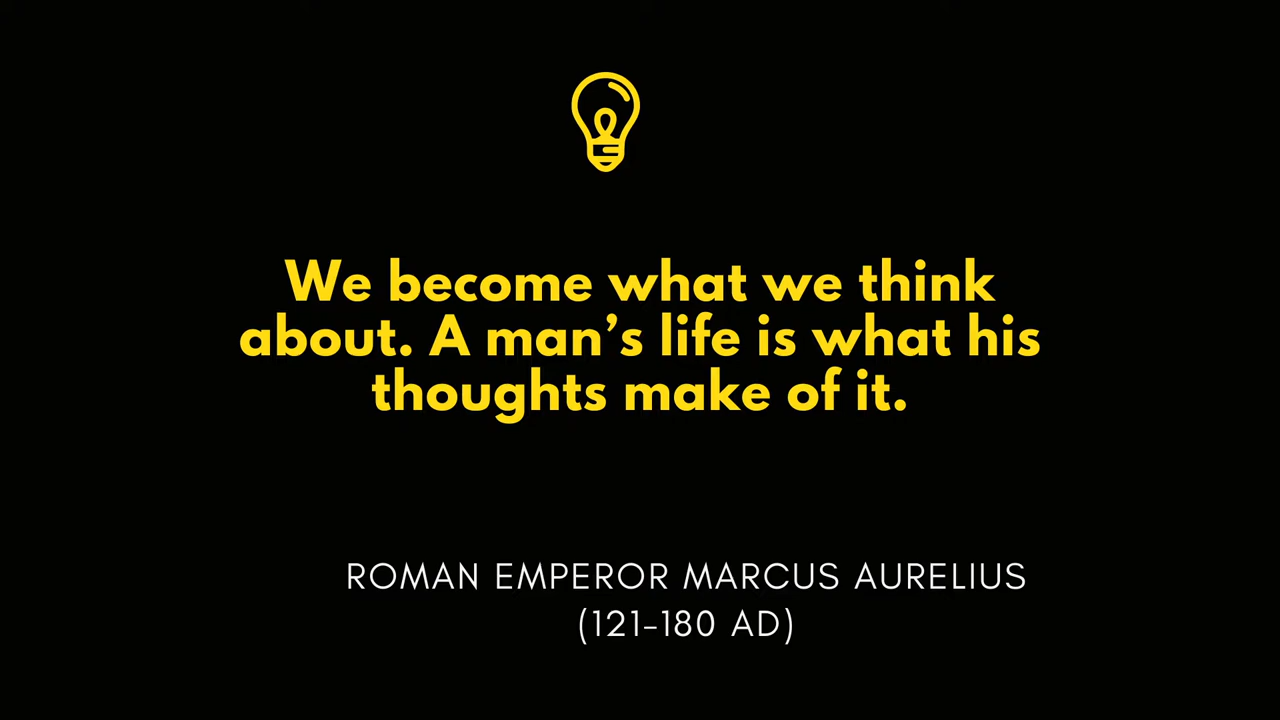 We become what we think
about. A man’s life is what his
thoughts make of it.
ROMAN EMPEROR MARCUS AURELIUS
(121–180 AD)